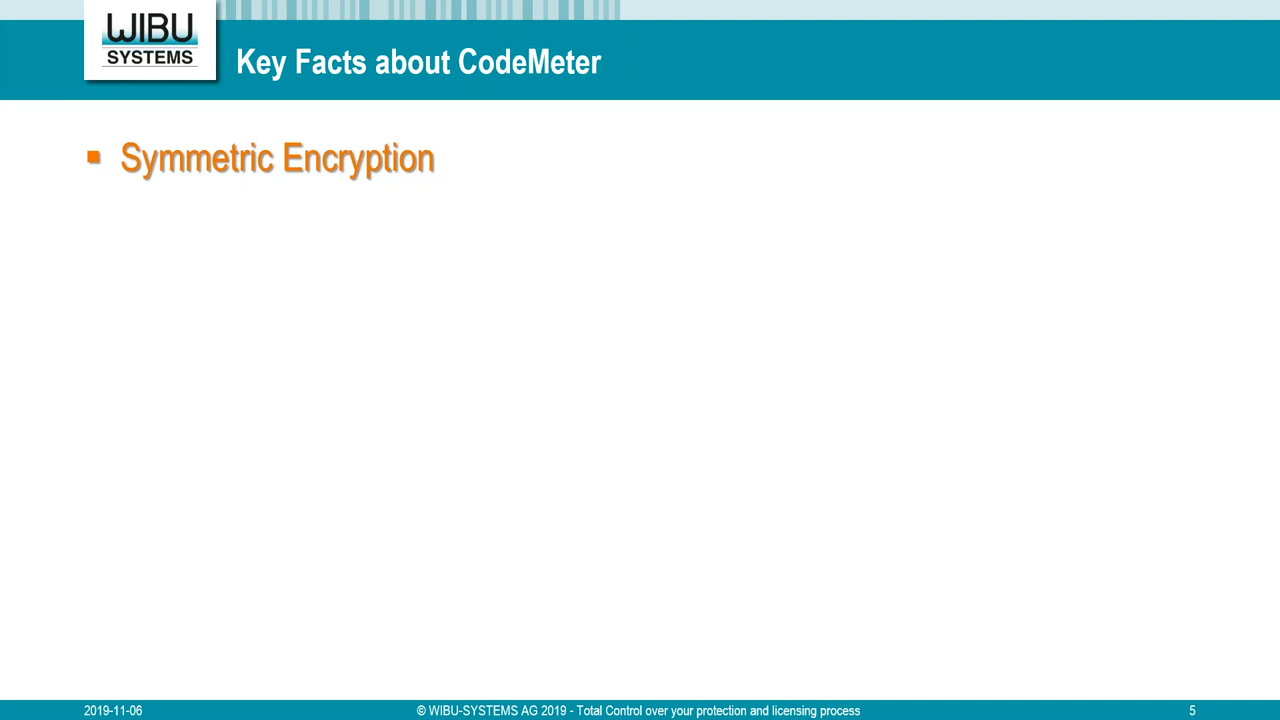 WIBU
SYSTEMS
Key Facts about CodeMeter
▪ Symmetric Encryption
2019-11-06
© WIBU-SYSTEMS AG 2019 - Total Control over your protection and licensing process
5